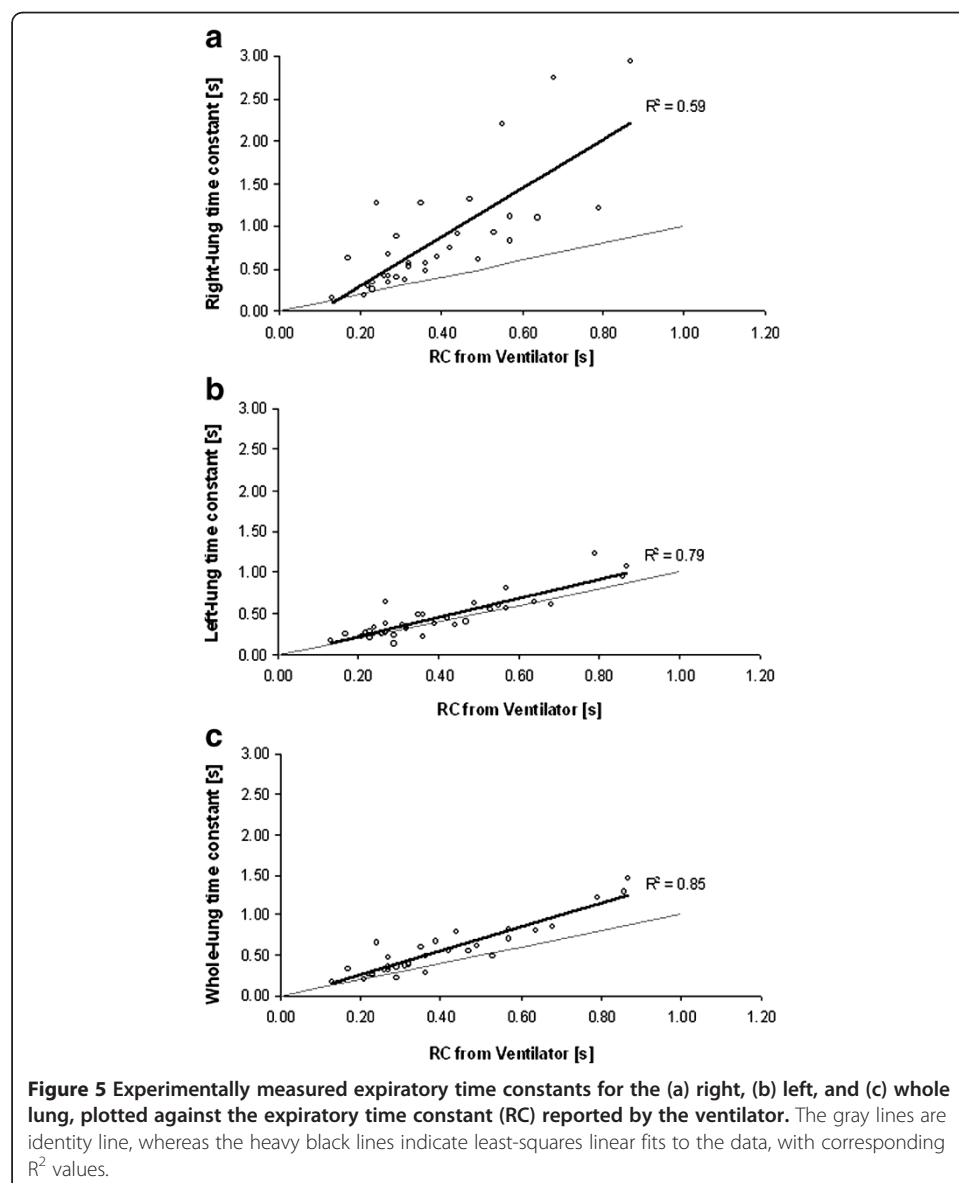 a
3.00
2.50
2.00
1.50
1.00
0.50
0.00
Right-lung time constant [s]
R² = 0.59
0.00 0.20 0.40 0.60 0.80 1.00 1.20
RC from Ventilator [s]
b
3.00
2.50
2.00
1.50
1.00
0.50
0.00
Left-lung time constant [s]
R² = 0.79
0.00 0.20 0.40 0.60 0.80 1.00 1.20
RC from Ventilator [s]
c
3.00
2.50
2.00
1.50
1.00
0.50
0.00
Whole-lung time constant [s]
R² = 0.85
0.00 0.20 0.40 0.60 0.80 1.00 1.20
RC from Ventilator [s]
Figure 5 Experimentally measured expiratory time constants for the (a) right, (b) left, and (c) whole
lung, plotted against the expiratory time constant (RC) reported by the ventilator. The gray lines are
identity line, whereas the heavy black lines indicate least-squares linear fits to the data, with corresponding
R² values.